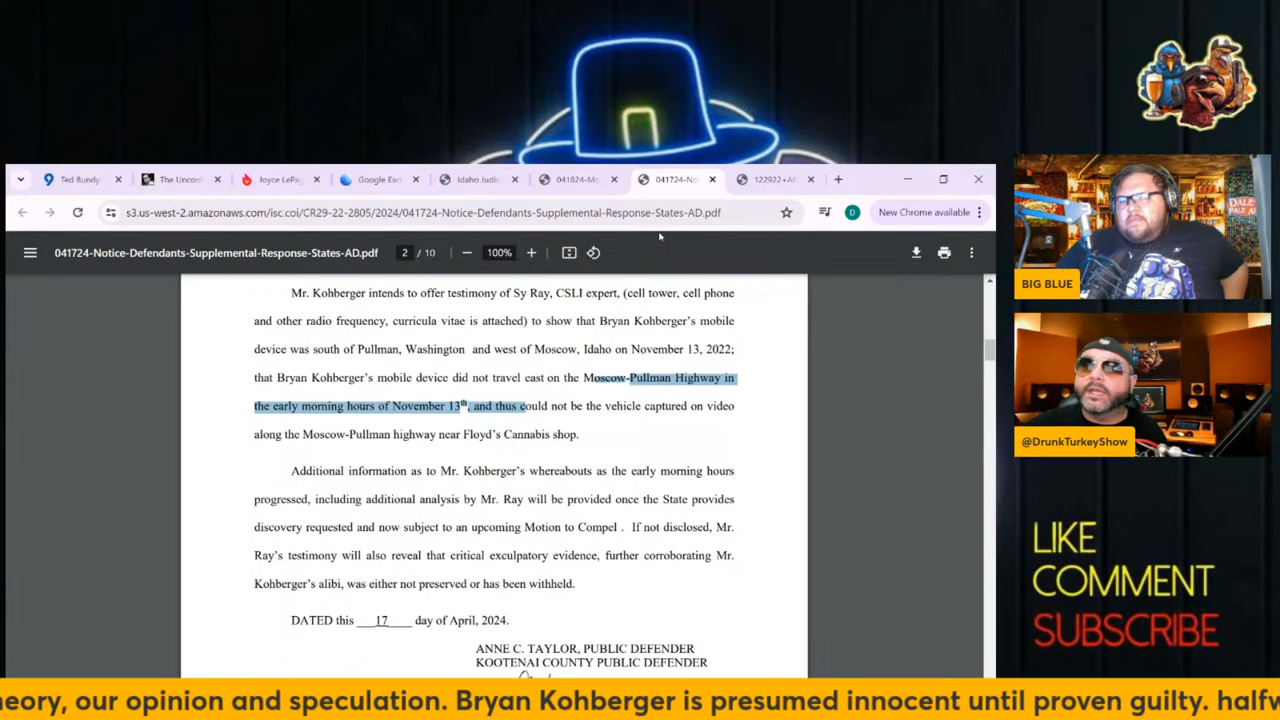 Ted Bundy
The Uncon
Joyce LePag
Google Ear
Idaho Judic
041824-Mo
041724-No
122922+A
s3.us-west-2.amazonaws.com/isc.coi/CR29-22-2805/2024/041724-Notice-Defendants-Supplemental-Response-States-AD.pdf
D
New Chrome available
041724-Notice-Defendants-Supplemental-Response-States-AD.pdf
2 / 10
100%
Mr. Kohberger intends to offer testimony of Sy Ray, CSLI expert, (cell tower, cell phone
and other radio frequency, curricula vitae is attached) to show that Bryan Kohberger's mobile
device was south of Pullman, Washington and west of Moscow, Idaho on November 13, 2022;
that Bryan Kohberger's mobile device did not travel east on the Moscow-Pullman Highway in
the early morning hours of November 13th, and thus could not be the vehicle captured on video
along the Moscow-Pullman highway near Floyd's Cannabis shop.
Additional information as to Mr. Kohberger's whereabouts as the early morning hours
progressed, including additional analysis by Mr. Ray will be provided once the State provides
discovery requested and now subject to an upcoming Motion to Compel . If not disclosed, Mr.
Ray's testimony will also reveal that critical exculpatory evidence, further corroborating Mr.
Kohberger's alibi, was either not preserved or has been withheld.
DATED this ___17____ day of April, 2024.
ANNE C. TAYLOR, PUBLIC DEFENDER
KOOTENAI COUNTY PUBLIC DEFENDER
DALE
PALE A
BIG BLUE
@DrunkTurkeyShow
LIKE
COMMENT
SUBSCRIBE
heory, our opinion and speculation. Bryan Kohberger is presumed innocent until proven guilty. halfw